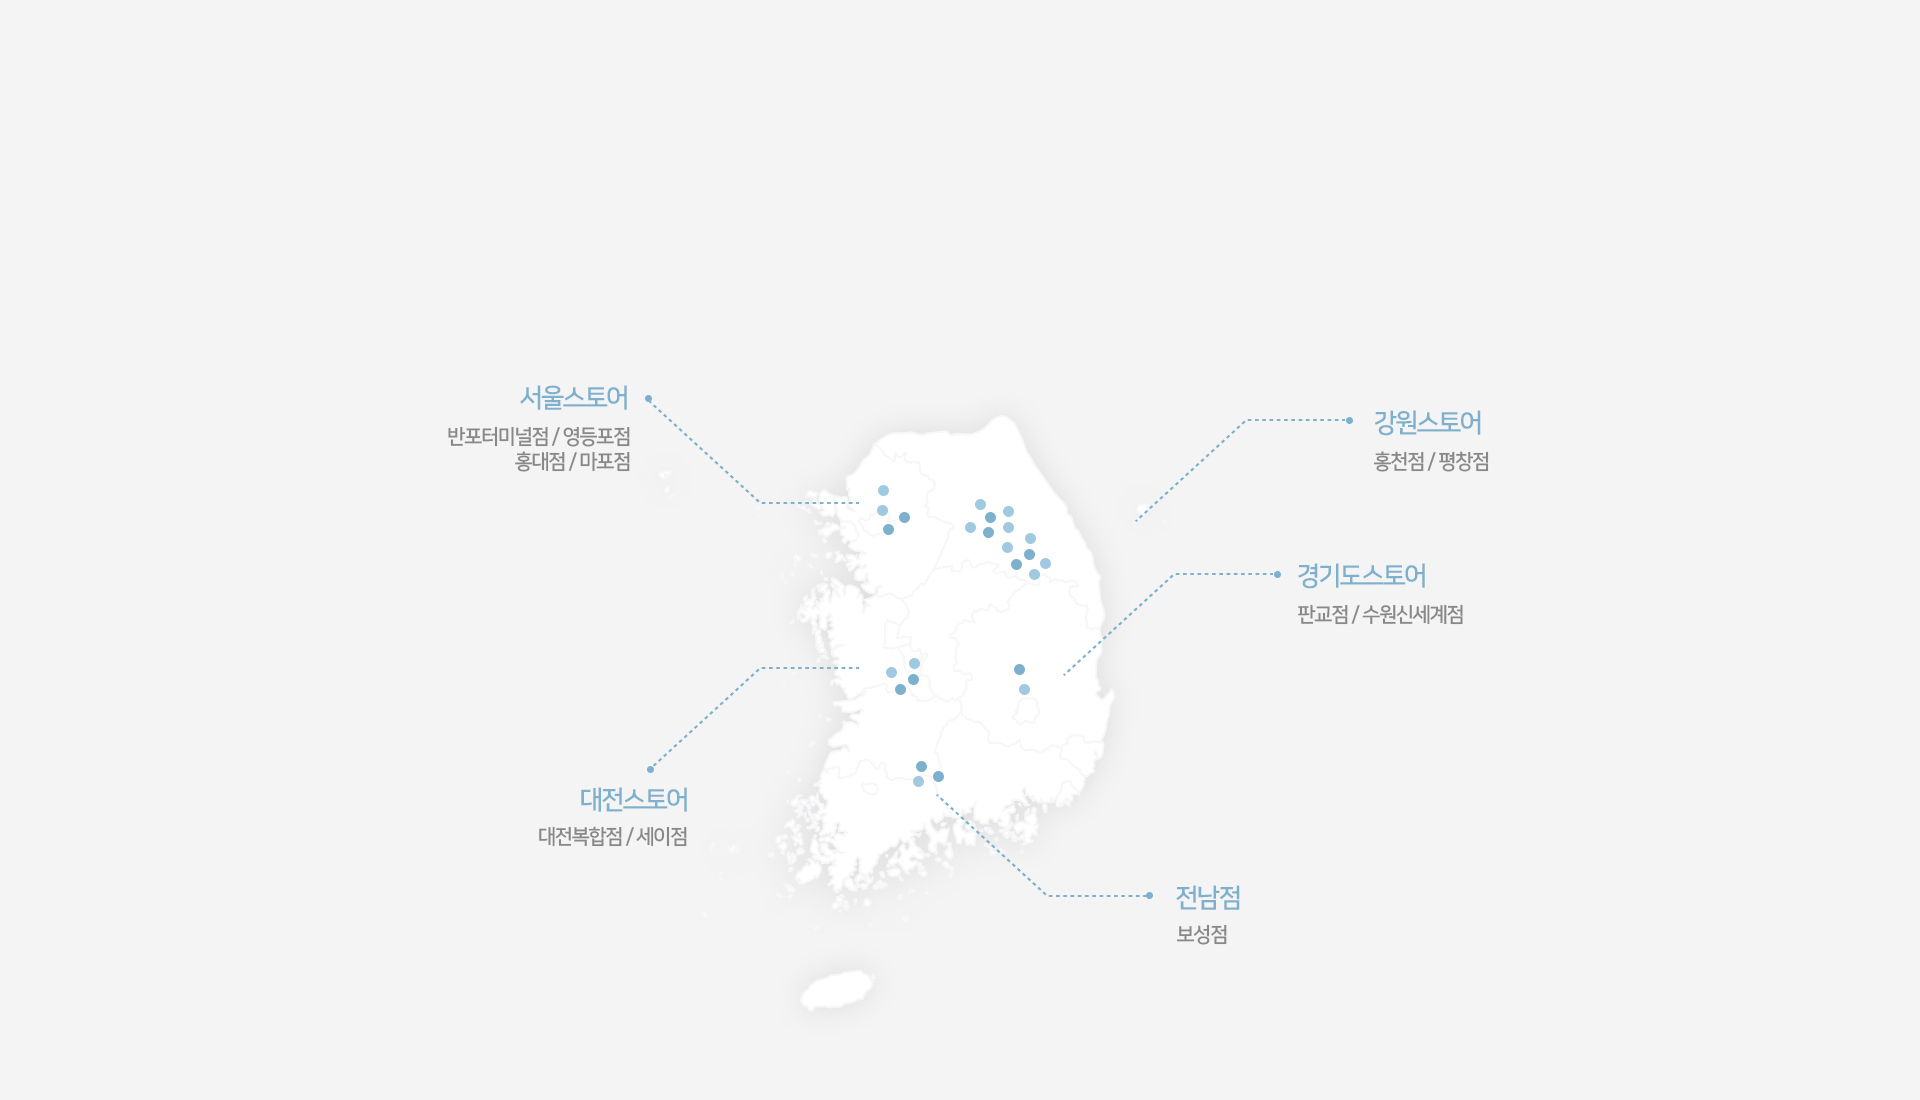 서울스토어
반포터미널점 / 영등포점
홍대점 / 마포점
강원스토어
홍천점 / 평창점
경기도스토어
판교점 / 수원신세계점
대전스토어
대전복합점 / 세이점
전남점
보성점